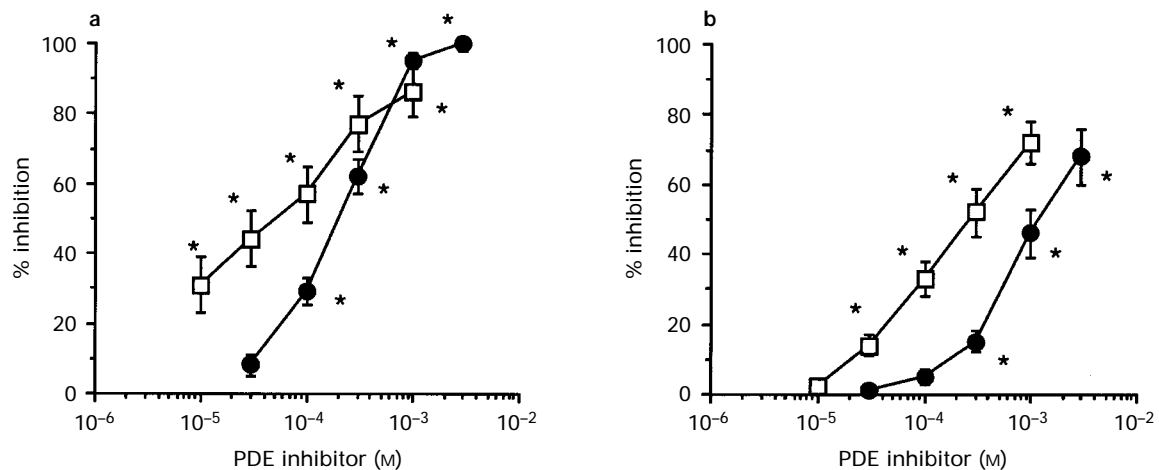 a
100
80
60
40
20
0
% inhibition
10⁻⁶ 10⁻⁵ 10⁻⁴ 10⁻³ 10⁻²
PDE inhibitor (M)
* * * * * * * * * *
b
100
80
60
40
20
0
% inhibition
10⁻⁶ 10⁻⁵ 10⁻⁴ 10⁻³ 10⁻²
PDE inhibitor (M)
* * * * * * *